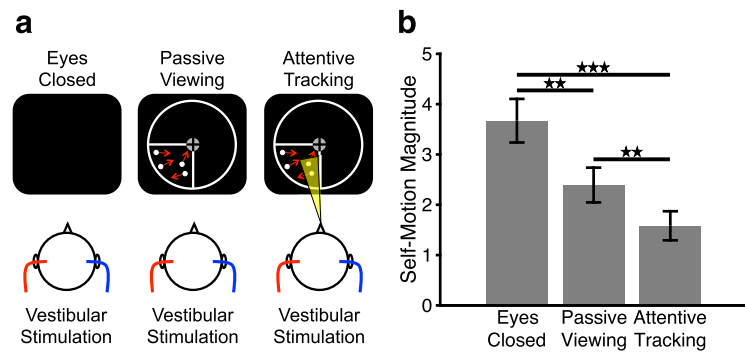 a
Eyes
Closed
Passive
Viewing
Attentive
Tracking
Vestibular
Stimulation
Vestibular
Stimulation
Vestibular
Stimulation
b
Self-Motion Magnitude
5
4
3
2
1
0
★★★
★★
★★
Eyes
Closed
Passive
Viewing
Attentive
Tracking